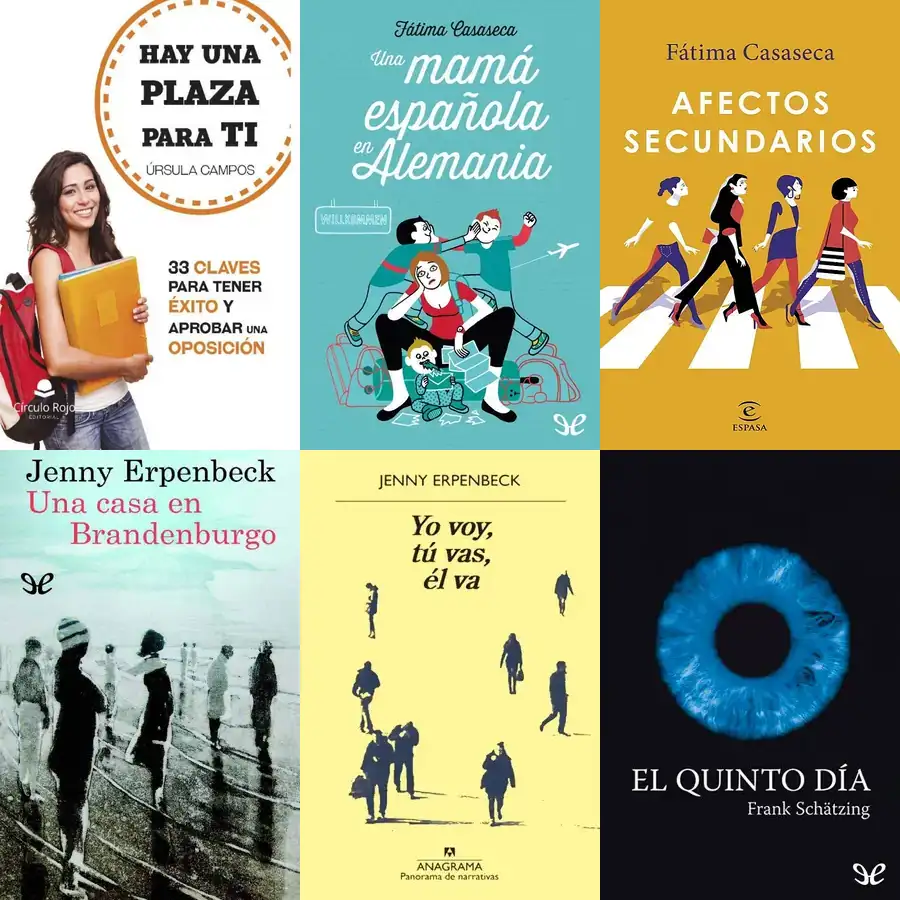 HAY UNA
PLAZA
PARA TI
ÚRSULA CAMPOS
33 CLAVES
PARA TENER
ÉXITO Y
APROBAR UNA
OPOSICIÓN
Círculo Rojo
EDITORIAL
Fátima Casaseca
Una
mamá
española
en
Alemania
WILLKOMMEN
Fátima Casaseca
AFECTOS
SECUNDARIOS
e
ESPASA
Jenny Erpenbeck
Una casa en
Brandenburgo
JENNY ERPENBECK
Yo voy,
tú vas,
él va
A
ANAGRAMA
Panorama de narrativas
EL QUINTO DÍA
Frank Schätzing